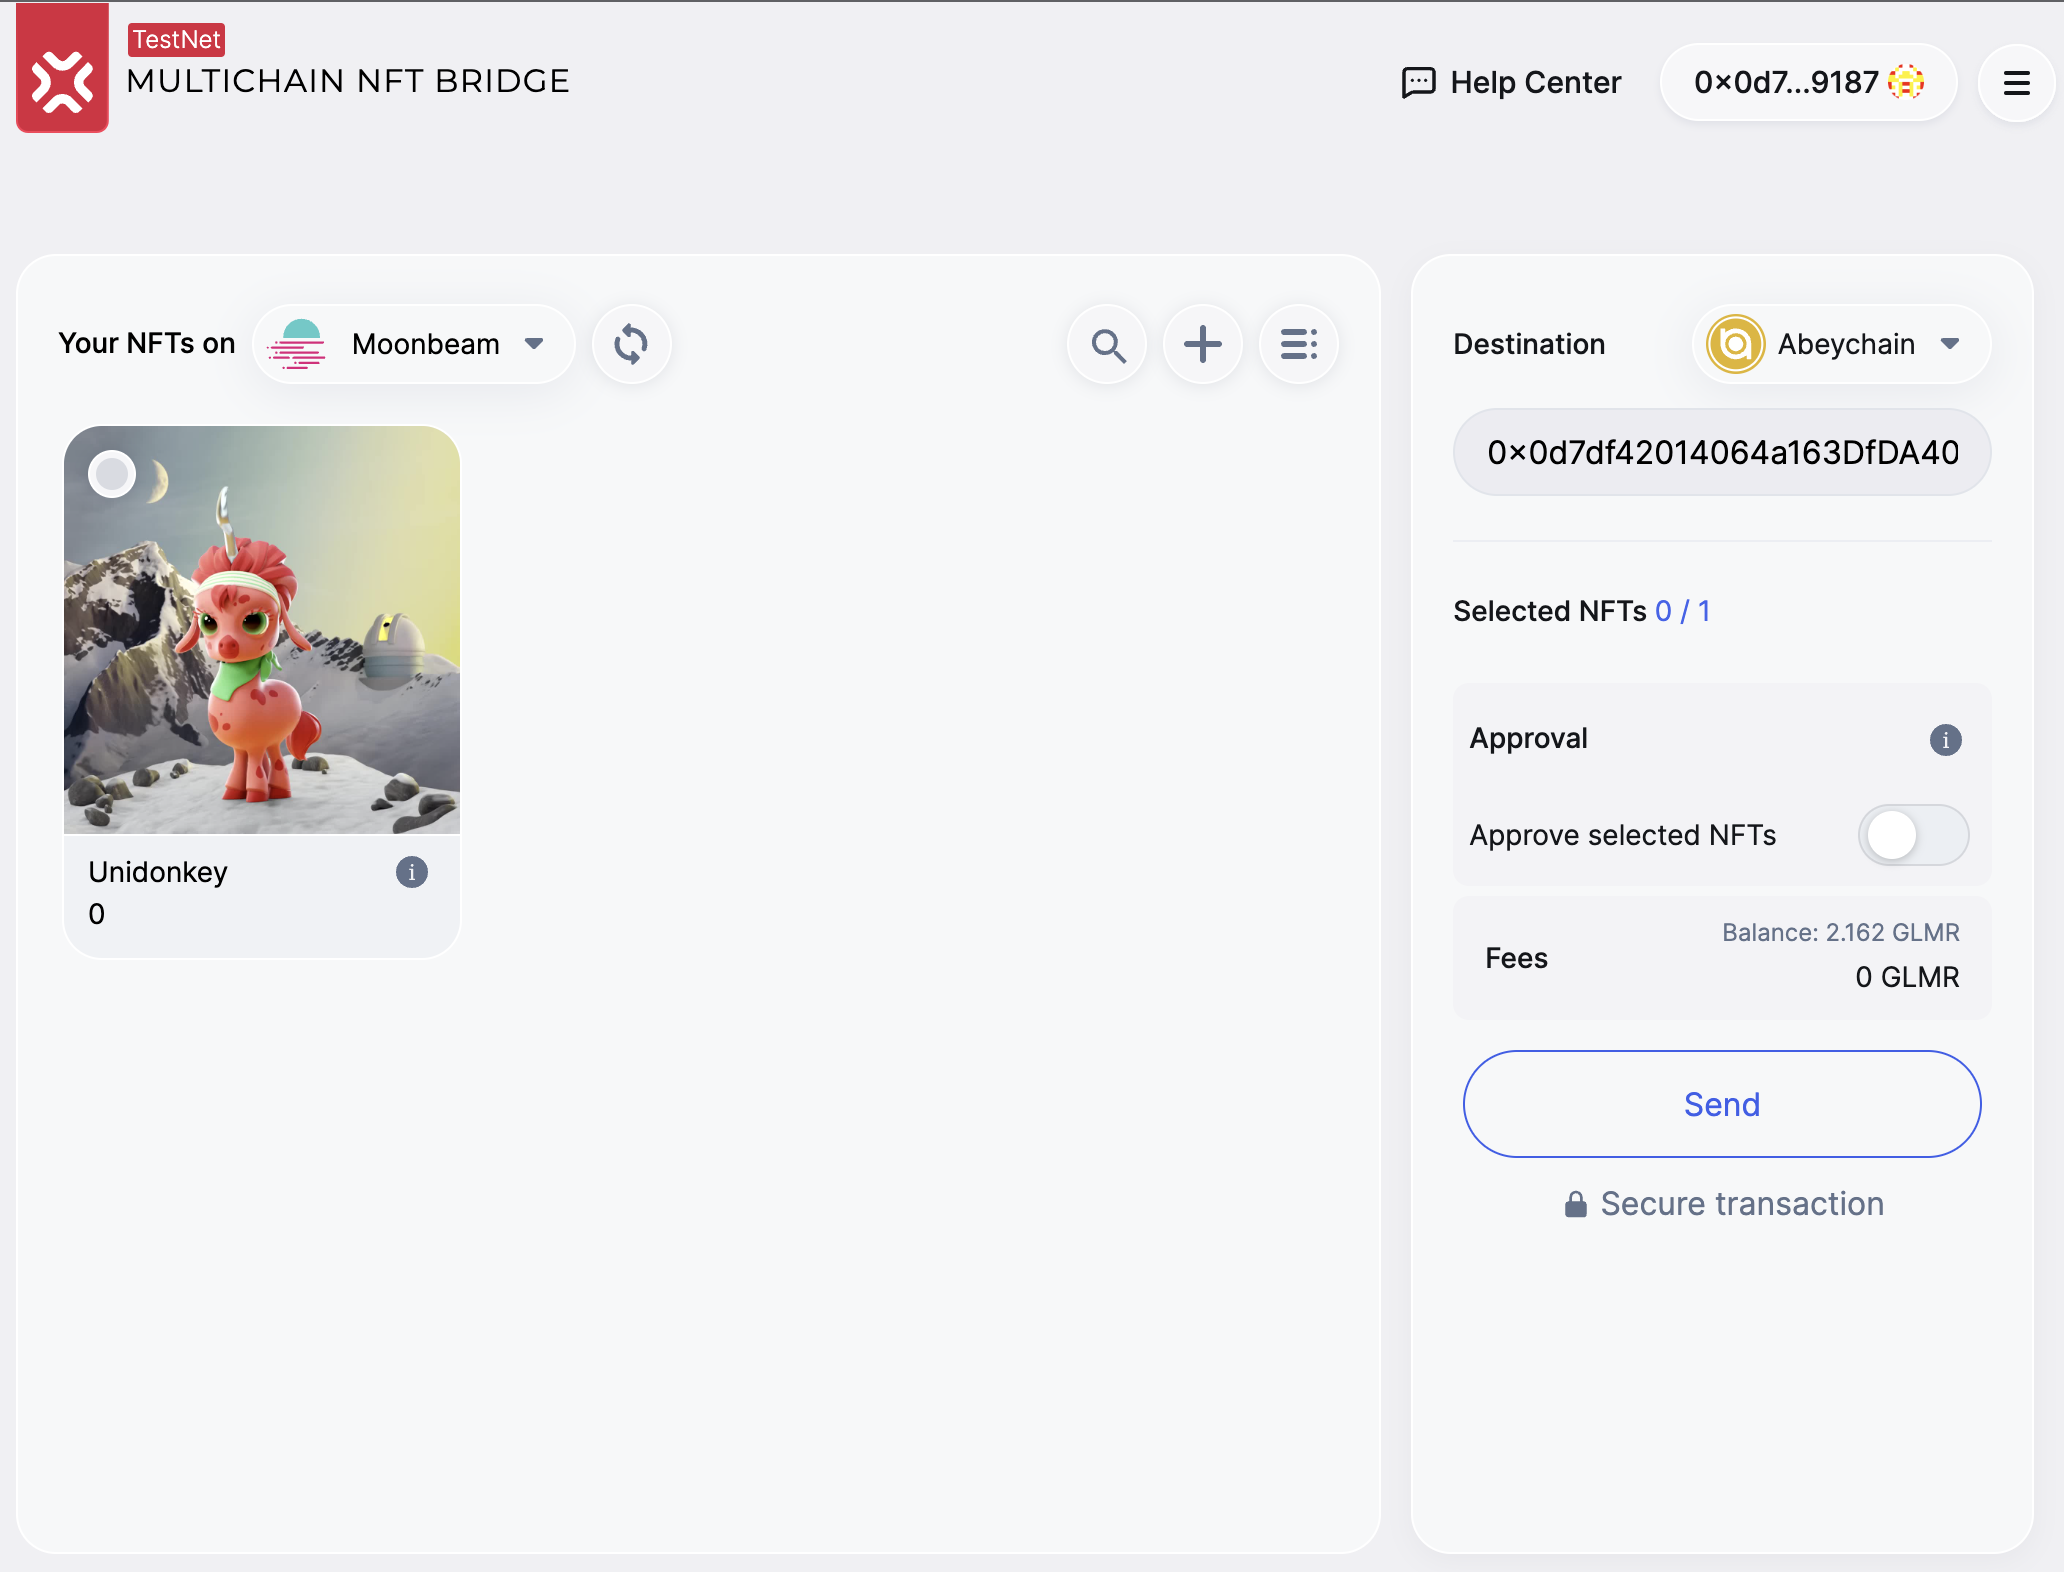 TestNet
MULTICHAIN NFT BRIDGE
Help Center
0×0d7...9187
Your NFTs on
Moonbeam
Destination
Abeychain
0×0d7df42014064a163DfDA40
Selected NFTs 0 / 1
Approval
Approve selected NFTs
Unidonkey
0
Balance: 2.162 GLMR
Fees
0 GLMR
Send
Secure transaction